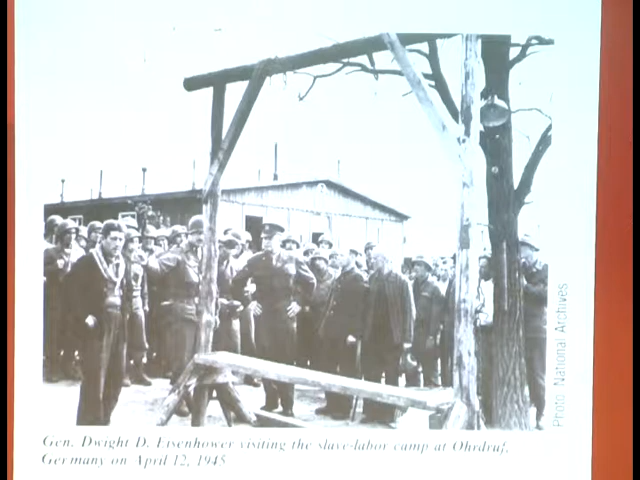 Photo: National Archives
Gen. Dwight D. Eisenhower visiting the slave-labor camp at Ohrdruf,
Germany on April 12, 1945